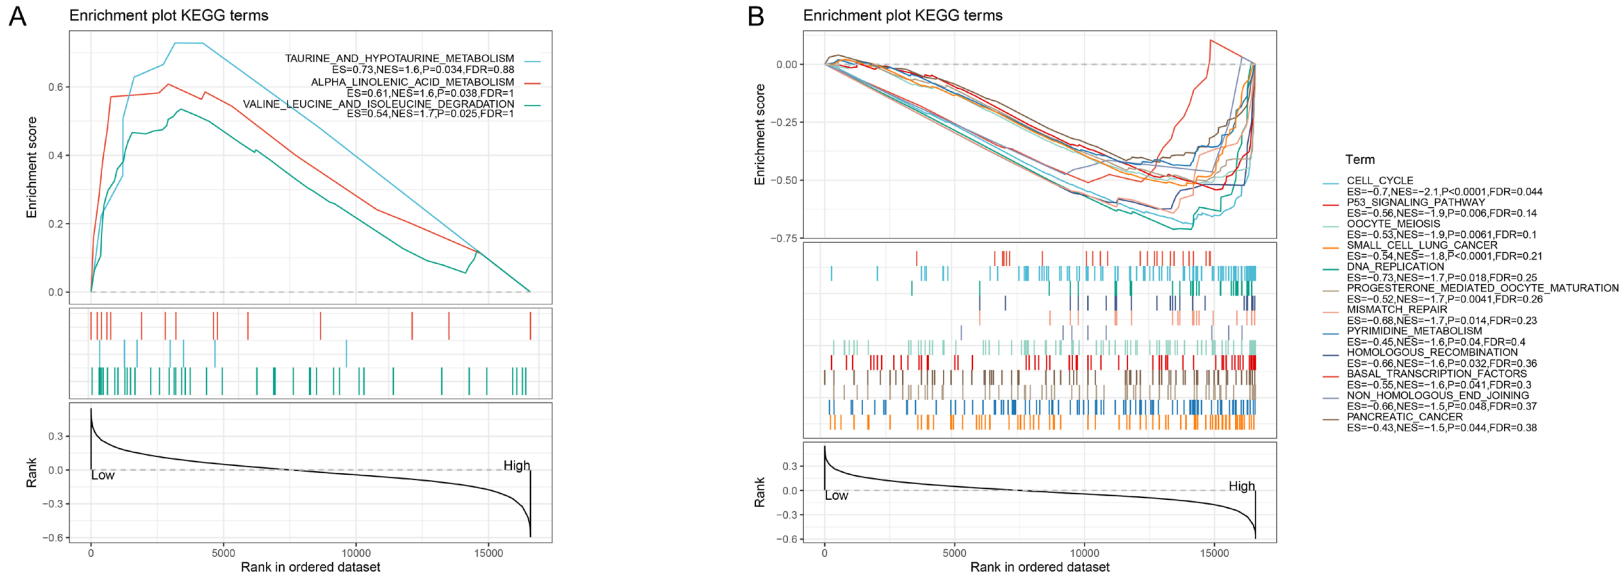 A
Enrichment plot KEGG terms
Enrichment score
0.6
0.4
0.2
0.0
TAURINE_AND_HYPOTAURINE_METABOLISM
ES=0.73,NES=1.6,P=0.034,FDR=0.88
ALPHA_LINOLENIC_ACID_METABOLISM
ES=0.61,NES=1.6,P=0.038,FDR=1
VALINE_LEUCINE_AND_ISOLEUCINE_DEGRADATION
ES=0.54,NES=1.7,P=0.025,FDR=1
Rank
0.3
0.0
−0.3
−0.6
Low
High
0
5000
10000
15000
Rank in ordered dataset
B
Enrichment plot KEGG terms
Enrichment score
0.00
−0.25
−0.50
−0.75
Rank
0.3
0.0
−0.3
−0.6
Low
High
0
5000
10000
15000
Rank in ordered dataset
Term
CELL_CYCLE
ES=−0.7,NES=−2.1,P<0.0001,FDR=0.044
P53_SIGNALING_PATHWAY
ES=−0.56,NES=−1.9,P=0.006,FDR=0.14
OOCYTE_MEIOSIS
ES=−0.53,NES=−1.9,P=0.0061,FDR=0.1
SMALL_CELL_LUNG_CANCER
ES=−0.54,NES=−1.8,P<0.0001,FDR=0.21
DNA_REPLICATION
ES=−0.73,NES=−1.7,P=0.018,FDR=0.25
PROGESTERONE_MEDIATED_OOCYTE_MATURATION
ES=−0.52,NES=−1.7,P=0.0041,FDR=0.26
MISMATCH_REPAIR
ES=−0.68,NES=−1.7,P=0.014,FDR=0.23
PYRIMIDINE_METABOLISM
ES=−0.45,NES=−1.6,P=0.04,FDR=0.4
HOMOLOGOUS_RECOMBINATION
ES=−0.66,NES=−1.6,P=0.032,FDR=0.36
BASAL_TRANSCRIPTION_FACTORS
ES=−0.55,NES=−1.6,P=0.041,FDR=0.3
NON_HOMOLOGOUS_END_JOINING
ES=−0.66,NES=−1.5,P=0.048,FDR=0.37
PANCREATIC_CANCER
ES=−0.43,NES=−1.5,P=0.044,FDR=0.38